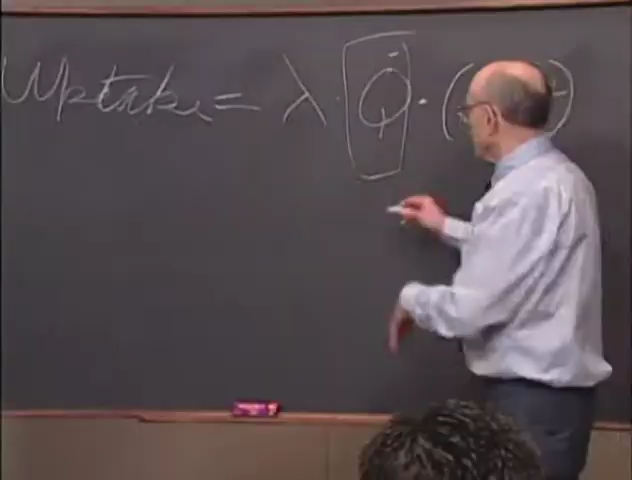 Uptake = λ · Q̇ · (